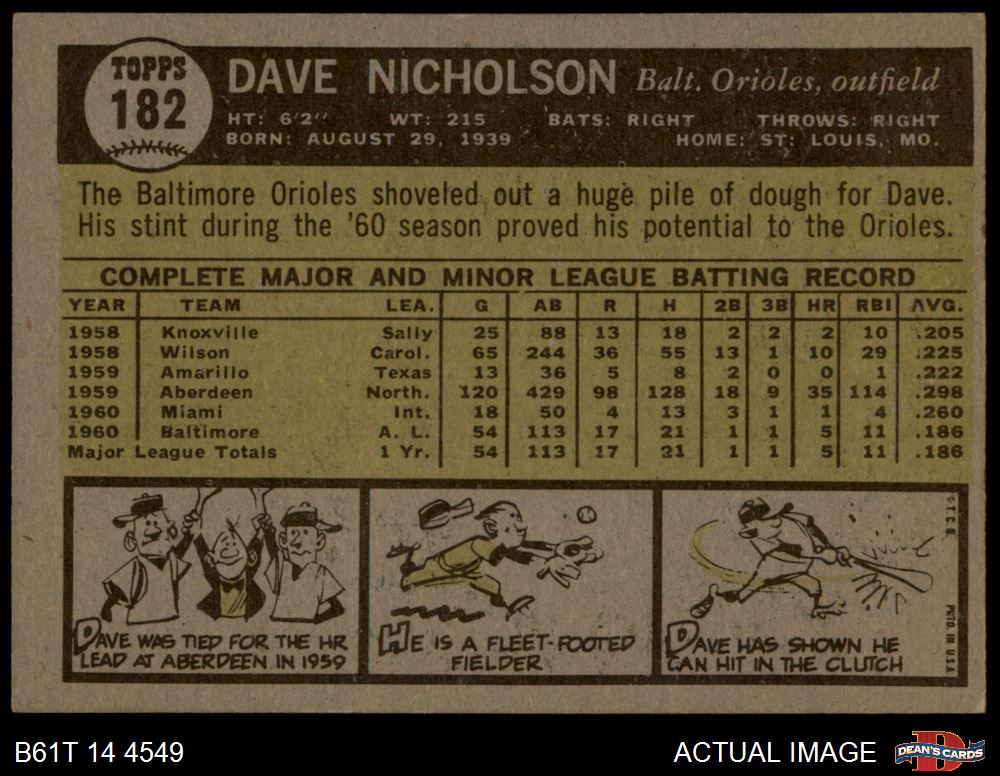 TOPPS
182
DAVE NICHOLSON Balt. Orioles, outfield
HT: 6'2" WT: 215 BATS: RIGHT THROWS: RIGHT
BORN: AUGUST 29, 1939 HOME: ST: LOUIS, MO.
The Baltimore Orioles shoveled out a huge pile of dough for Dave.
His stint during the '60 season proved his potential to the Orioles.
COMPLETE MAJOR AND MINOR LEAGUE BATTING RECORD
YEAR TEAM LEA. G AB R H 2B 3B HR RBI AVG.
1958 Knoxville Sally 25 88 13 18 2 2 2 10 .205
1958 Wilson Carol. 65 244 36 55 13 1 10 29 .225
1959 Amarillo Texas 13 36 5 8 2 0 0 1 .222
1959 Aberdeen North. 120 429 98 128 18 9 35 114 .298
1960 Miami Int. 18 50 4 13 3 1 1 4 .260
1960 Baltimore A. L. 54 113 17 21 1 1 5 11 .186
Major League Totals 1 Yr. 54 113 17 21 1 1 5 11 .186
DAVE WAS TIED FOR THE HR
LEAD AT ABERDEEN IN 1959
HE IS A FLEET-FOOTED
FIELDER
DAVE HAS SHOWN HE
CAN HIT IN THE CLUTCH
© T. C. G.
PRTD. IN U.S.A.
B61T 14 4549
ACTUAL IMAGE
DEAN'S CARDS